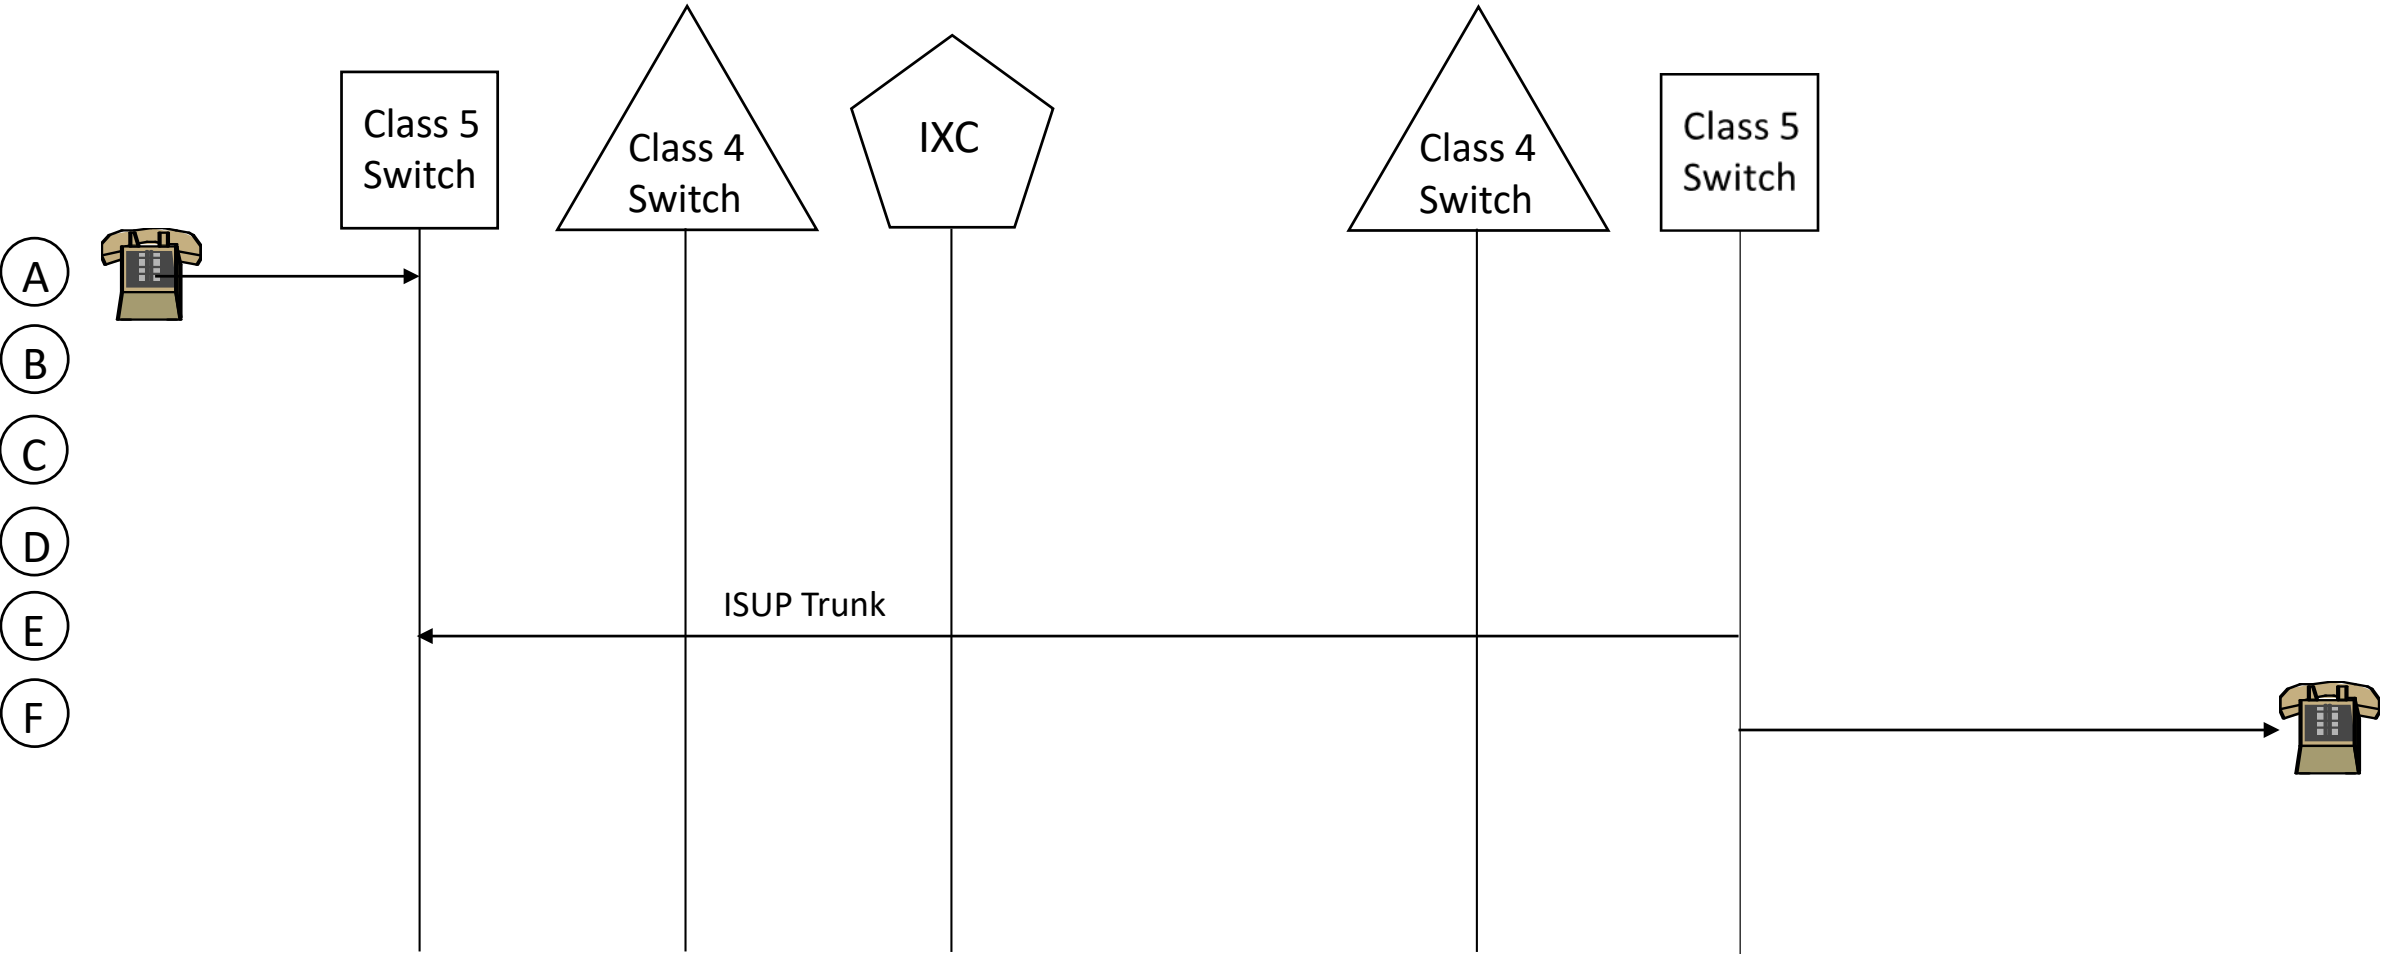 Class 5
Switch
Class 4
Switch
IXC
Class 4
Switch
Class 5
Switch
A
B
C
D
E
ISUP Trunk
F